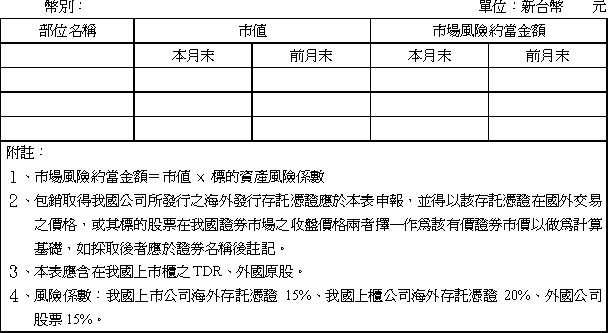 幣別： 單位：新台幣 元
部位名稱 市值 市場風險約當金額
本月末 前月末 本月末 前月末
附註：
１、市場風險約當金額＝市值 × 標的資產風險係數
２、包銷取得我國公司所發行之海外發行存託憑證應於本表申報，並得以該存託憑證在國外交易
之價格，或其標的股票在我國證券市場之收盤價格兩者擇一作為該有價證券市價以做為計算
基礎，如採取後者應於證券名稱後註記。
３、本表應含在我國上市櫃之 TDR、外國原股。
４、風險係數：我國上市公司海外存託憑證 15%、我國上櫃公司海外存託憑證 20%、外國公司
股票 15%。